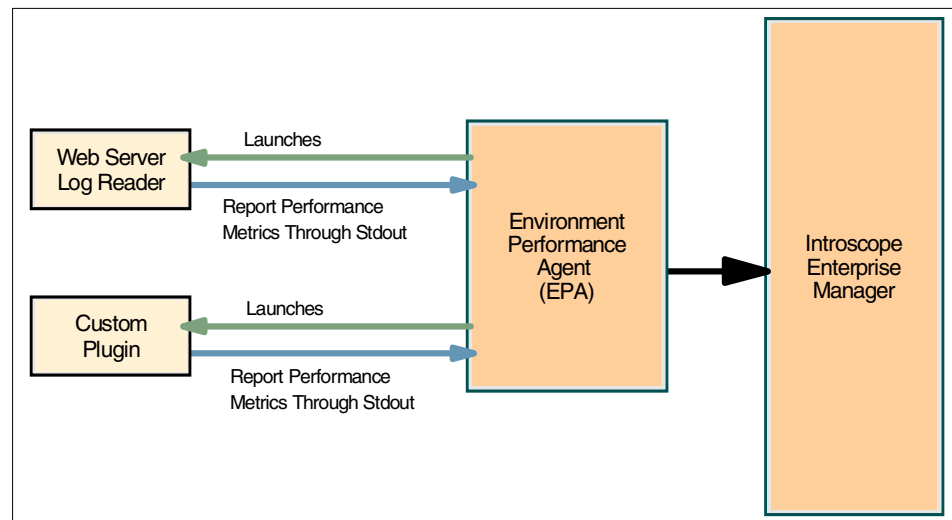 Launches
Web Server
Log Reader
Report Performance
Metrics Through Stdout
Environment
Performance
Agent
(EPA)
Introscope
Enterprise
Manager
Launches
Custom
Plugin
Report Performance
Metrics Through Stdout